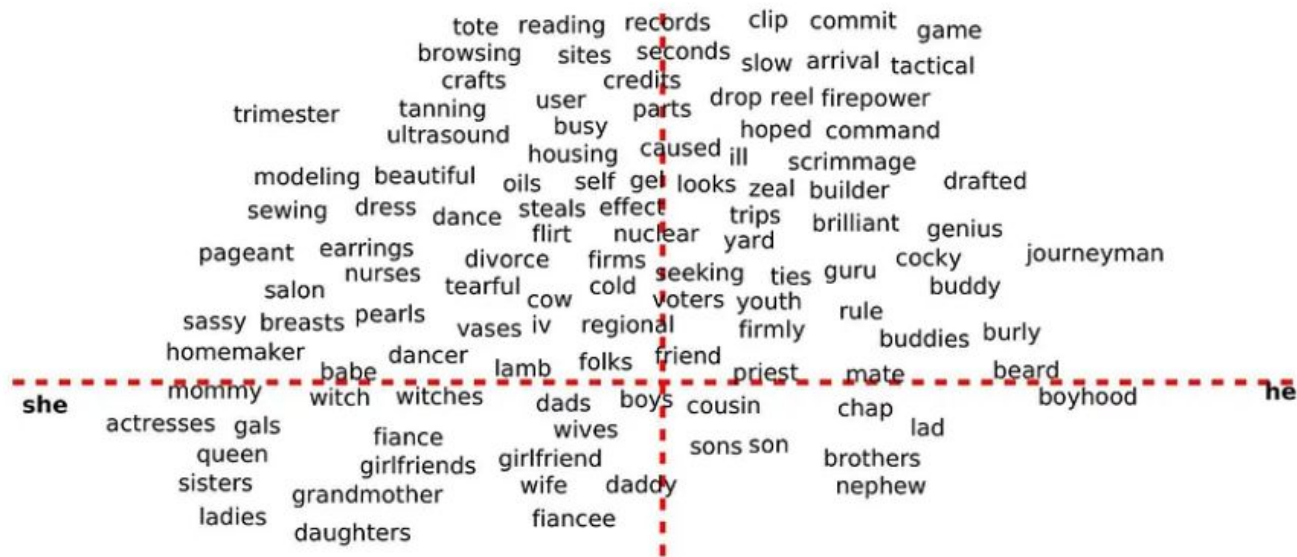 tote reading records clip commit game
browsing sites seconds slow arrival tactical
crafts credits
trimester tanning user parts drop reel firepower
ultrasound busy hoped command
housing caused ill scrimmage
modeling beautiful oils self gel looks zeal builder drafted
sewing dress dance steals effect trips brilliant genius
flirt nuclear yard
pageant earrings divorce firms cocky journeyman
nurses seeking ties guru
salon tearful cow cold voters youth buddy
sassy breasts pearls vases iv regional firmly rule buddies burly
homemaker dancer lamb folks friend
babe priest mate beard
mommy witch witches dads boys cousin chap boyhood he
she
actresses gals fiance wives lad
queen girlfriends girlfriend sons son brothers
sisters grandmother wife daddy nephew
ladies daughters fiancee